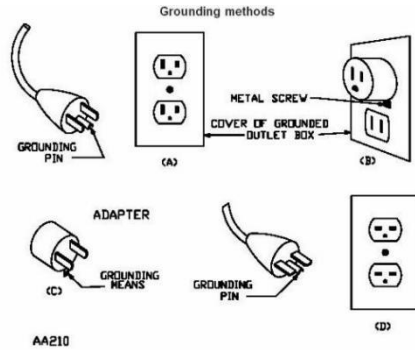 Grounding methods
GROUNDING
PIN
(A)
METAL SCREW
COVER OF GROUNDED
OUTLET BOX
(B)
ADAPTER
(C)
GROUNDING
MEANS
GROUNDING
PIN
(D)
AA210